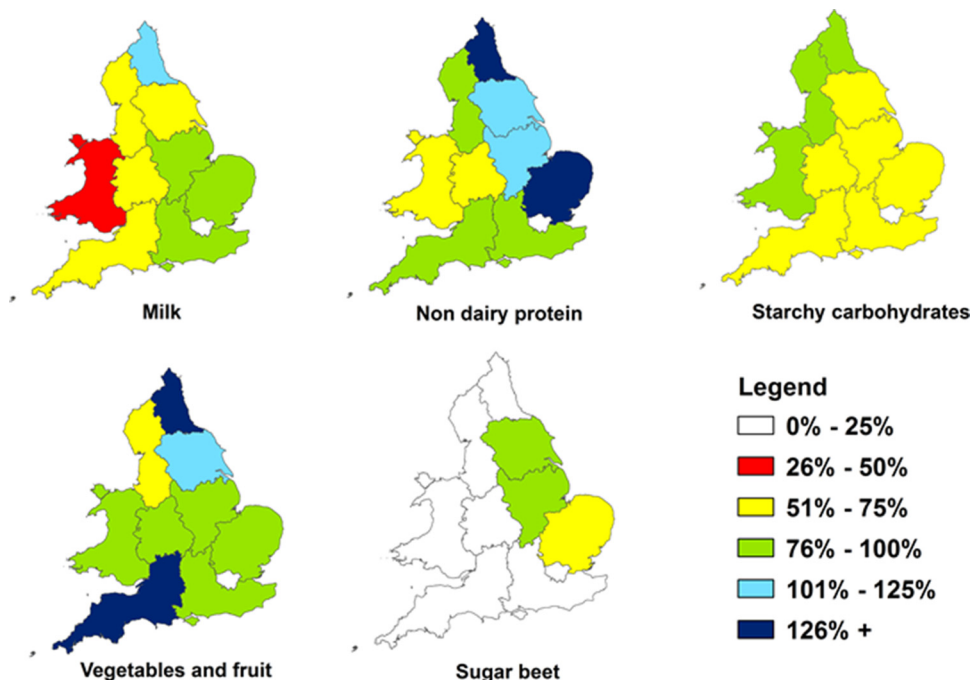 Milk
Non dairy protein
Starchy carbohydrates
Legend
0% - 25%
26% - 50%
51% - 75%
76% - 100%
101% - 125%
126% +
Vegetables and fruit
Sugar beet